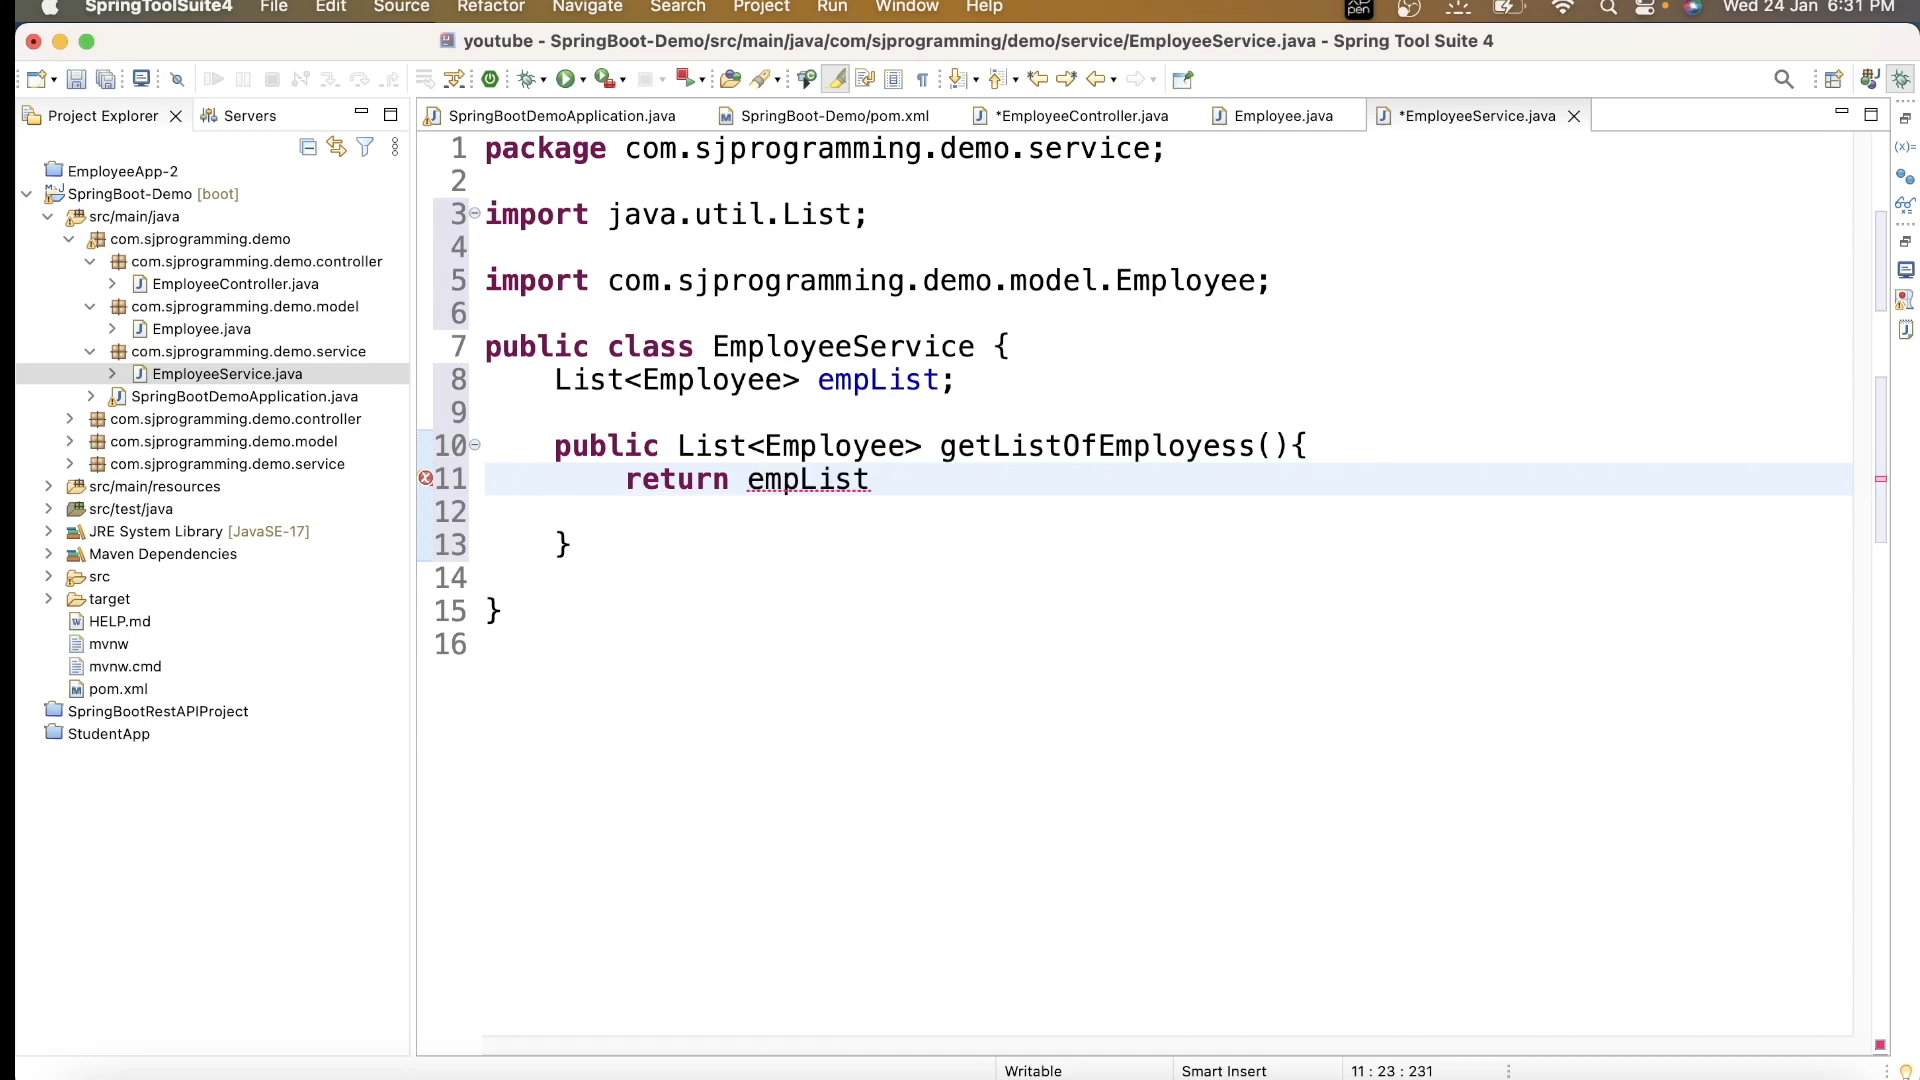 SpringToolSuite4 File Edit Source Refactor Navigate Search Project Run Window Help pen Wed 24 Jan 6:31 PM
youtube - SpringBoot-Demo/src/main/java/com/sjprogramming/demo/service/EmployeeService.java - Spring Tool Suite 4
Project Explorer Servers
SpringBootDemoApplication.java SpringBoot-Demo/pom.xml *EmployeeController.java Employee.java *EmployeeService.java
EmployeeApp-2
SpringBoot-Demo [boot]
src/main/java
com.sjprogramming.demo
com.sjprogramming.demo.controller
EmployeeController.java
com.sjprogramming.demo.model
Employee.java
com.sjprogramming.demo.service
EmployeeService.java
SpringBootDemoApplication.java
com.sjprogramming.demo.controller
com.sjprogramming.demo.model
com.sjprogramming.demo.service
src/main/resources
src/test/java
JRE System Library [JavaSE-17]
Maven Dependencies
src
target
HELP.md
mvnw
mvnw.cmd
pom.xml
SpringBootRestAPIProject
StudentApp
1 package com.sjprogramming.demo.service;
2
3 import java.util.List;
4
5 import com.sjprogramming.demo.model.Employee;
6
7 public class EmployeeService {
8 List<Employee> empList;
9
10 public List<Employee> getListOfEmployess(){
11 return empList
12
13 }
14
15 }
16
Writable Smart Insert 11 : 23 : 231